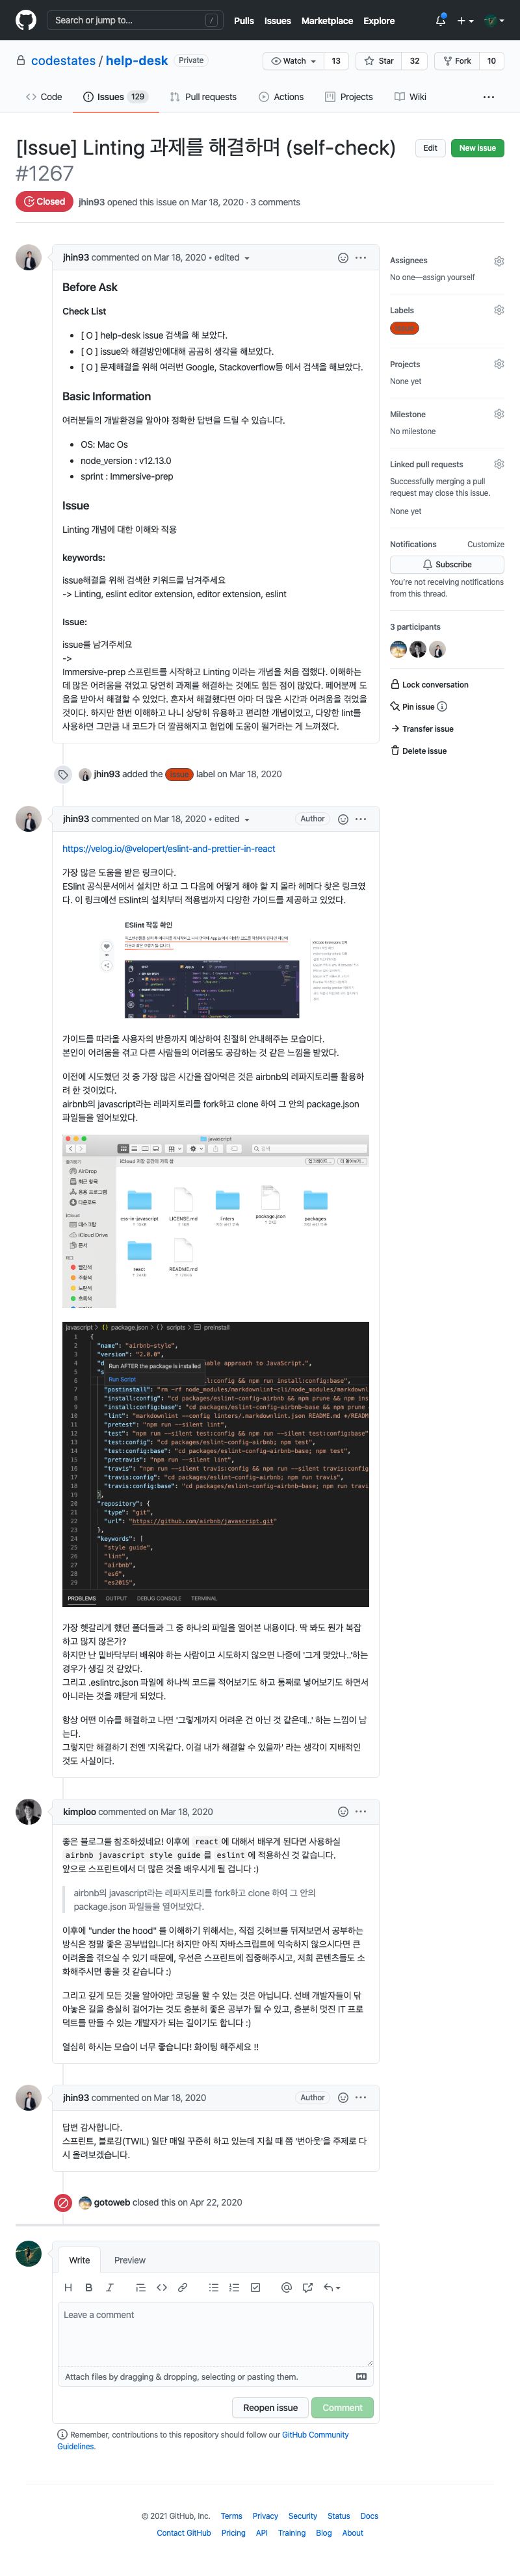 Search or jump to... /
Pulls Issues Marketplace Explore
codestates / help-desk Private
Watch 13 Star 32 Fork 10
Code Issues 129 Pull requests Actions Projects Wiki
[Issue] Linting 과제를 해결하며 (self-check)
#1267
Edit New issue
Closed jhin93 opened this issue on Mar 18, 2020 · 3 comments
jhin93 commented on Mar 18, 2020 • edited
Before Ask
Check List
[ O ] help-desk issue 검색을 해 보았다.
[ O ] issue와 해결방안에대해 곰곰히 생각을 해보았다.
[ O ] 문제해결을 위해 여러번 Google, Stackoverflow등 에서 검색을 해보았다.
Basic Information
여러분들의 개발환경을 알아야 정확한 답변을 드릴 수 있습니다.
OS: Mac Os
node_version : v12.13.0
sprint : Immersive-prep
Issue
Linting 개념에 대한 이해와 적용
keywords:
issue해결을 위해 검색한 키워드를 남겨주세요
-> Linting, eslint editor extension, editor extension, eslint
Issue:
issue를 남겨주세요
->
Immersive-prep 스프린트를 시작하고 Linting 이라는 개념을 처음 접했다. 이해하는
데 많은 어려움을 겪었고 당연히 과제를 해결하는 것에도 힘든 점이 많았다. 페어분께 도
움을 받아서 해결할 수 있었다. 혼자서 해결했다면 아마 더 많은 시간과 어려움을 겪었을
것이다. 하지만 한번 이해하고 나니 상당히 유용하고 편리한 개념이었고, 다양한 lint를
사용하면 그만큼 내 코드가 더 깔끔해지고 협업에 도움이 될거라는 게 느껴졌다.
Assignees
No one—assign yourself
Labels
Issue
Projects
None yet
Milestone
No milestone
Linked pull requests
Successfully merging a pull
request may close this issue.
None yet
Notifications Customize
Subscribe
You're not receiving notifications
from this thread.
3 participants
Lock conversation
Pin issue
Transfer issue
Delete issue
jhin93 added the Issue label on Mar 18, 2020
jhin93 commented on Mar 18, 2020 • edited Author
https://velog.io/@velopert/eslint-and-prettier-in-react
가장 많은 도움을 받은 링크이다.
ESlint 공식문서에서 설치만 하고 그 다음에 어떻게 해야 할 지 몰라 헤메다 찾은 링크였
다. 이 링크에선 ESlint의 설치부터 적용법까지 다양한 가이드를 제공하고 있었다.
ESlint 작동 확인
가이드를 따라올 사용자의 반응까지 예상하여 친절히 안내해주는 모습이다.
본인이 어려움을 겪고 다른 사람들의 어려움도 공감하는 것 같은 느낌을 받았다.
이전에 시도했던 것 중 가장 많은 시간을 잡아먹은 것은 airbnb의 레파지토리를 활용하
려 한 것이었다.
airbnb의 javascript라는 레파지토리를 fork하고 clone 하여 그 안의 package.json
파일들을 열어보았다.
javascript
검색
즐겨찾기
iCloud 저장 공간이 가득 참
AirDrop
최근 항목
응용 프로그램
다운로드
iCloud
데스크탑
iCloud Drive
문서
태그
빨간색
주황색
노란색
초록색
css-in-javascript LICENSE.md linters package.json packages
react README.md
javascript > package.json > scripts > preinstall
1 {
2 "name": "airbnb-style",
3 "version": "2.0.0",
Run AFTER the package is installed
Run Script
"postinstall": "rm -rf node_modules/markdownlint-cli/node_modules/markdownl
"install:config": "cd packages/eslint-config-airbnb && npm prune && npm ins
"install:config:base": "cd packages/eslint-config-airbnb-base && npm prune
"lint": "markdownlint --config linters/.markdownlint.json README.md */READM
"pretest": "npm run --silent lint",
"test": "npm run --silent test:config && npm run --silent test:config:base"
"test:config": "cd packages/eslint-config-airbnb; npm test",
"test:config:base": "cd packages/eslint-config-airbnb-base; npm test",
"pretravis": "npm run --silent lint",
"travis": "npm run --silent travis:config && npm run --silent travis:config
"travis:config": "cd packages/eslint-config-airbnb; npm run travis",
"travis:config:base": "cd packages/eslint-config-airbnb-base; npm run travi
},
20 "repository": {
21 "type": "git",
22 "url": "https://github.com/airbnb/javascript.git"
23 },
24 "keywords": [
25 "style guide",
26 "lint",
27 "airbnb",
28 "es6",
29 "es2015",
PROBLEMS OUTPUT DEBUG CONSOLE TERMINAL
가장 헷갈리게 했던 폴더들과 그 중 하나의 파일을 열어본 내용이다. 딱 봐도 뭔가 복잡
하고 많지 않은가?
하지만 난 밑바닥부터 배워야 하는 사람이고 시도하지 않으면 나중에 '그게 맞았나..'하는
경우가 생길 것 같았다.
그리고 .eslintrc.json 파일에 하나씩 코드를 적어보기도 하고 통째로 넣어보기도 하면서
아니라는 것을 깨닫게 되었다.
항상 어떤 이슈를 해결하고 나면 '그렇게까지 어려운 건 아닌 것 같은데..' 하는 느낌이 남
는다.
그렇지만 해결하기 전엔 '지옥같다. 이걸 내가 해결할 수 있을까' 라는 생각이 지배적인
것도 사실이다.
kimploo commented on Mar 18, 2020
좋은 블로그를 참조하셨네요! 이후에 react 에 대해서 배우게 된다면 사용하실
airbnb javascript style guide 를 eslint 에 적용하신 것 같습니다.
앞으로 스프린트에서 더 많은 것을 배우시게 될 겁니다 :)
airbnb의 javascript라는 레파지토리를 fork하고 clone 하여 그 안의
package.json 파일들을 열어보았다.
이후에 "under the hood" 를 이해하기 위해서는, 직접 깃허브를 뒤져보면서 공부하는
방식은 정말 좋은 공부법입니다! 하지만 아직 자바스크립트에 익숙하지 않으시다면 큰
어려움을 겪으실 수 있기 때문에, 우선은 스프린트에 집중해주시고, 저희 콘텐츠들도 소
화해주시면 좋을 것 같습니다 :)
그리고 깊게 모든 것을 알아야만 코딩을 할 수 있는 것은 아닙니다. 선배 개발자들이 닦
아놓은 길을 충실히 걸어가는 것도 충분히 좋은 공부가 될 수 있고, 충분히 멋진 IT 프로
덕트를 만들 수 있는 개발자가 되는 길이기도 합니다 :)
열심히 하시는 모습이 너무 좋습니다! 화이팅 해주세요 !!
jhin93 commented on Mar 18, 2020 Author
답변 감사합니다.
스프린트, 블로깅(TWIL) 일단 매일 꾸준히 하고 있는데 지칠 때 쯤 '번아웃'을 주제로 다
시 올려보겠습니다.
gotoweb closed this on Apr 22, 2020
Write Preview
Leave a comment
Attach files by dragging & dropping, selecting or pasting them.
Reopen issue Comment
Remember, contributions to this repository should follow our GitHub Community
Guidelines.
© 2021 GitHub, Inc. Terms Privacy Security Status Docs
Contact GitHub Pricing API Training Blog About